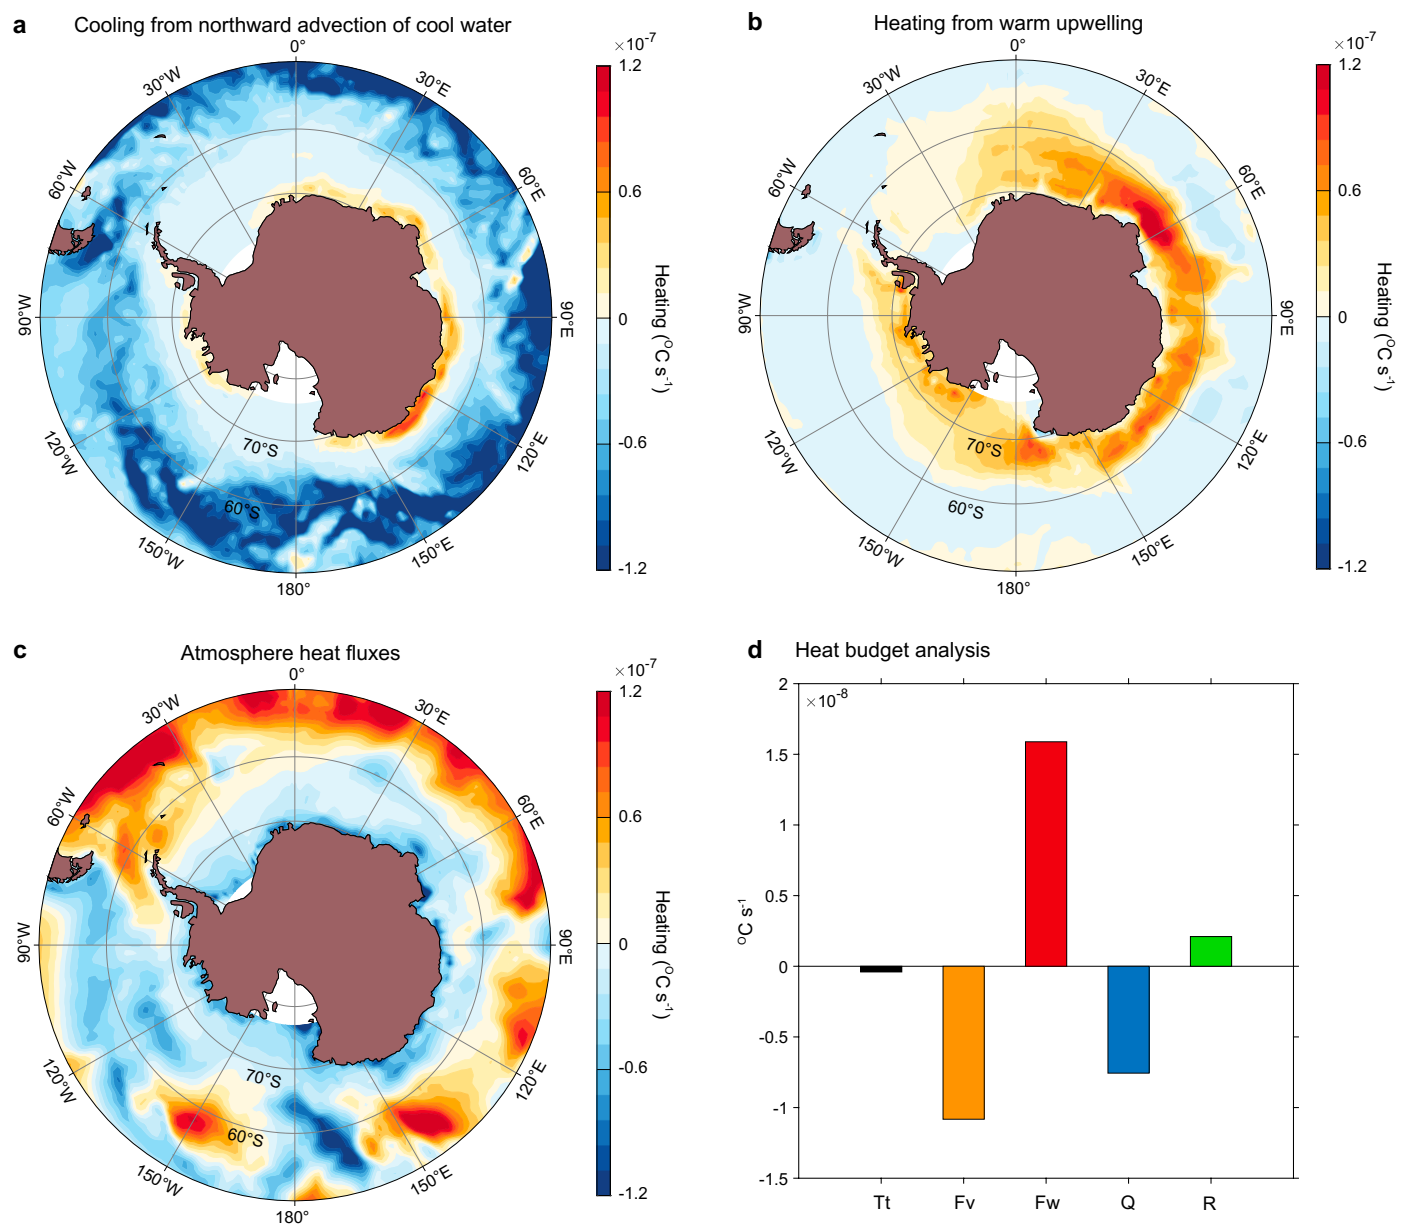 a Cooling from northward advection of cool water
0°
30°W
30°E
60°W
60°E
90°W
90°E
120°W
120°E
150°W
150°E
180°
70°S
60°S
×10-7
1.2
0.6
0
-0.6
-1.2
Heating (OC s-1)
b Heating from warm upwelling
0°
30°W
30°E
60°W
60°E
90°W
90°E
120°W
120°E
150°W
150°E
180°
70°S
60°S
×10-7
1.2
0.6
0
-0.6
-1.2
Heating (OC s-1)
c Atmosphere heat fluxes
0°
30°W
30°E
60°W
60°E
90°W
90°E
120°W
120°E
150°W
150°E
180°
70°S
60°S
×10-7
1.2
0.6
0
-0.6
-1.2
Heating (OC s-1)
d Heat budget analysis
×10-8
2
1.5
1
0.5
0
-0.5
-1
-1.5
OC s-1
Tt Fv Fw Q R